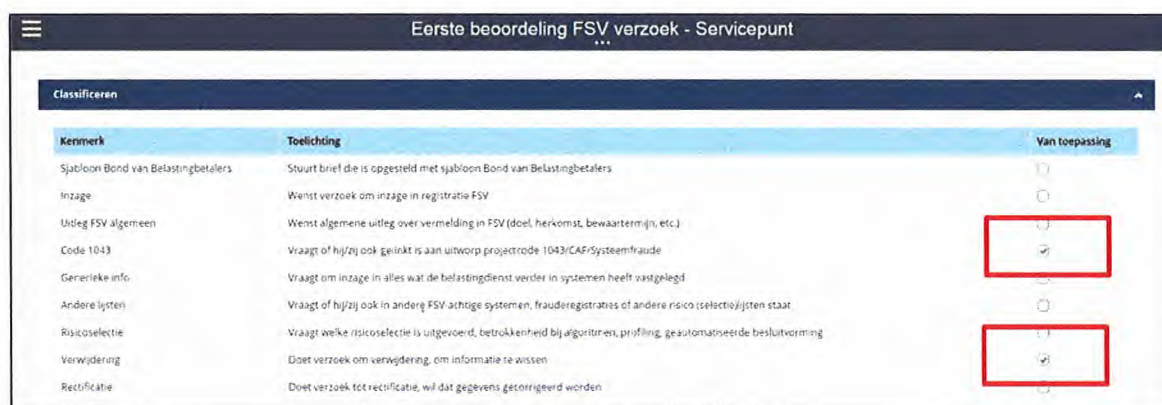 Eerste beoordeling FSV verzoek - Servicepunt
Classificeren
Kenmerk Toelichting Van toepassing
Sjabloon Bond van Belastingbetalers Stuurt brief die is opgesteld met sjabloon Bond van Belastingbetalers
Inzage Wenst verzoek om inzage in registratie FSV
Uitleg FSV algemeen Wenst algemene uitleg over vermelding in FSV (doel, herkomst, bewaartermijn, etc.)
Code 1043 Vraagt of hij/zij ook gelinkt is aan uitworp projectcode 1043/CAF/Systeemfraude
Generieke info Vraagt om inzage in alles wat de belastingdienst verder in systemen heeft vastgelegd
Andere lijsten Vraagt of hij/zij ook in andere FSV-achtige systemen, frauderegistraties of andere risico (selectie)lijsten staat
Risicoselectie Vraagt welke risicoselectie is uitgevoerd, betrokkenheid bij algoritmen, profiling, geautomatiseerde besluitvorming
Verwijdering Doet verzoek om verwijdering, om informatie te wissen
Rectificatie Doet verzoek tot rectificatie, wil dat gegevens gecorrigeerd worden